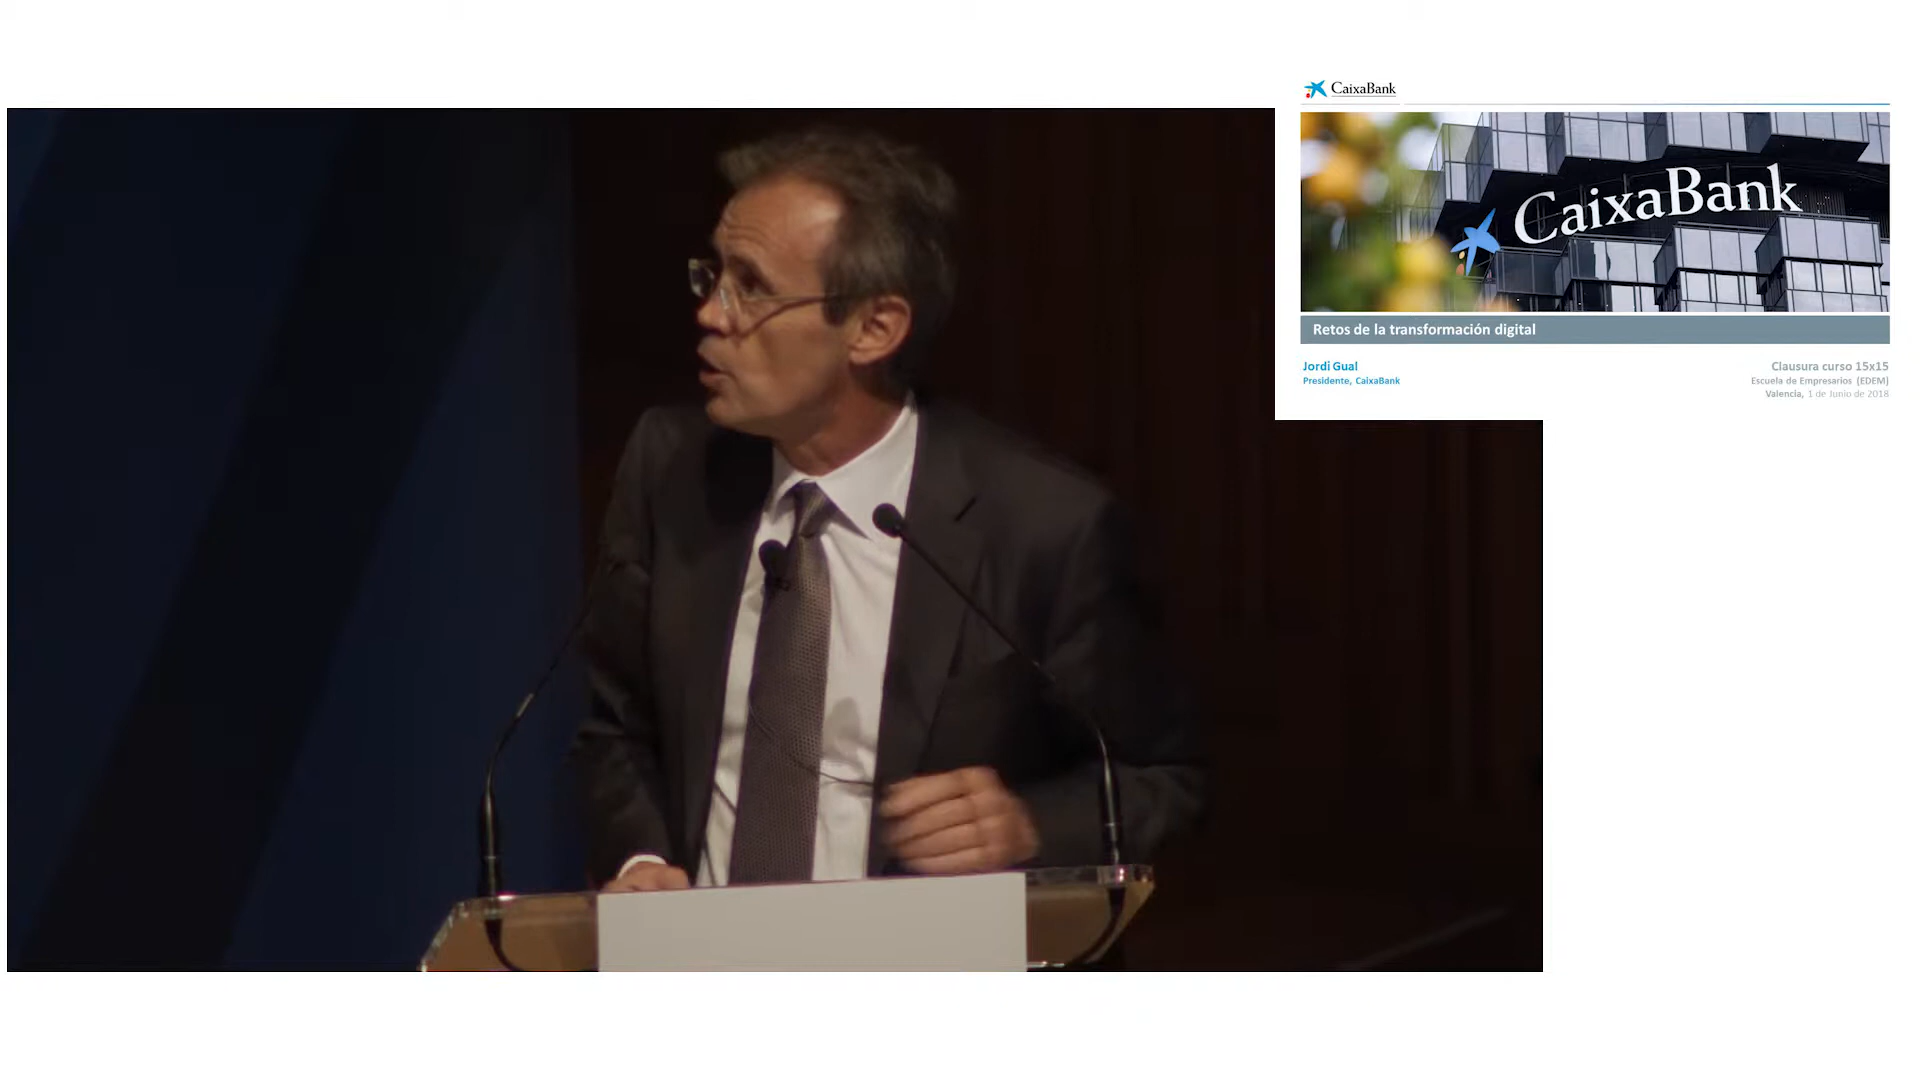 CaixaBank
CaixaBank
Retos de la transformación digital
Jordi Gual
Presidente, CaixaBank
Clausura curso 15x15
Escuela de Empresarios (EDEM)
Valencia, 1 de Junio de 2018